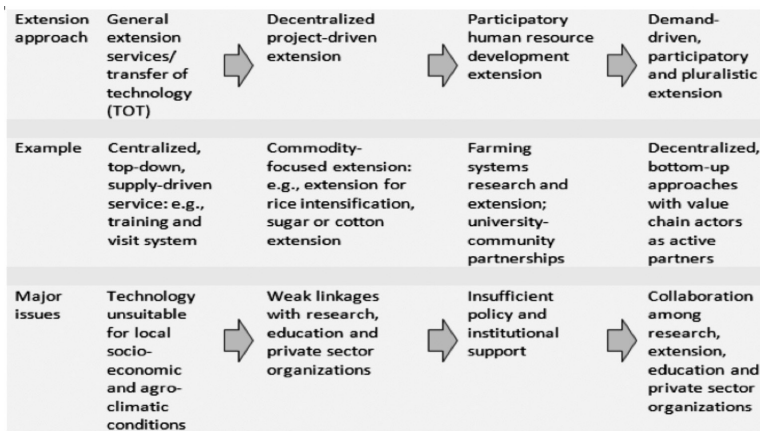 Extension approach
General extension services/ transfer of technology (TOT)
Decentralized project-driven extension
Participatory human resource development extension
Demand-driven, participatory and pluralistic extension
Example
Centralized, top-down, supply-driven service: e.g., training and visit system
Commodity-focused extension: e.g., extension for rice intensification, sugar or cotton extension
Farming systems research and extension; university-community partnerships
Decentralized, bottom-up approaches with value chain actors as active partners
Major issues
Technology unsuitable for local socio-economic and agro-climatic conditions
Weak linkages with research, education and private sector organizations
Insufficient policy and institutional support
Collaboration among research, extension, education and private sector organizations